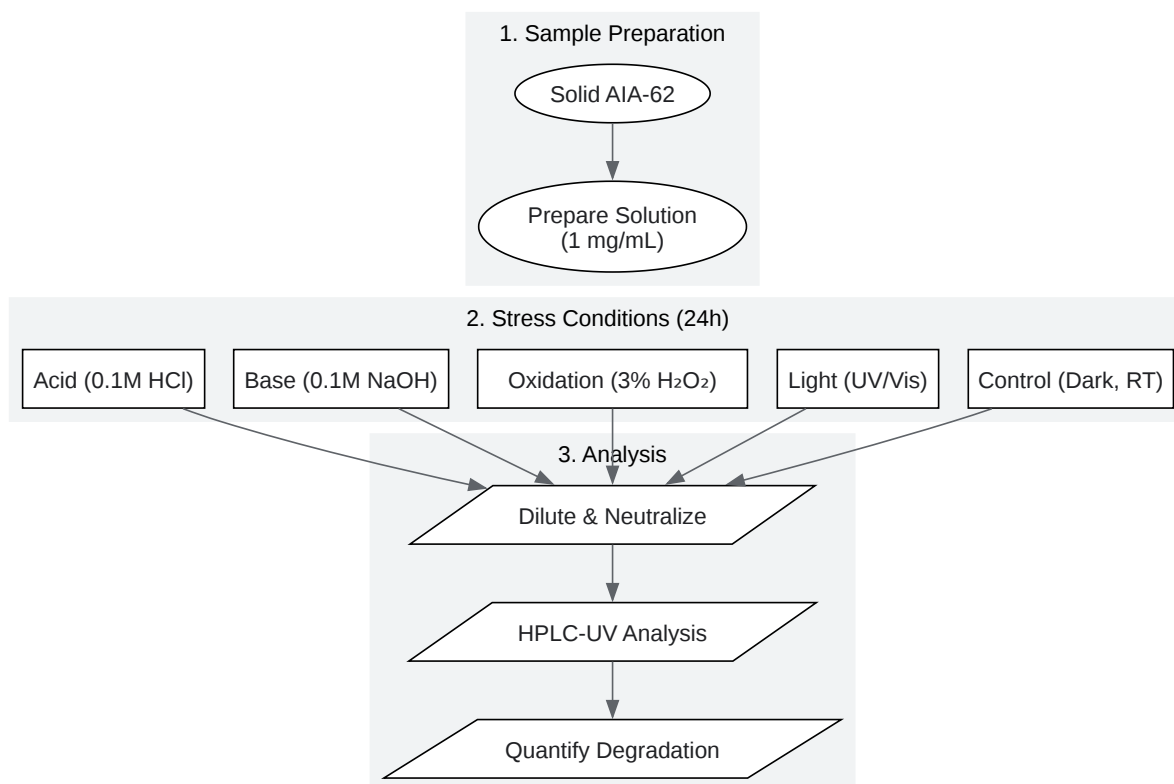 1. Sample Preparation
Solid AIA-62
Prepare Solution
(1 mg/mL)
2. Stress Conditions (24h)
Acid (0.1M HCl)
Base (0.1M NaOH)
Oxidation (3% H₂O₂)
Light (UV/Vis)
Control (Dark, RT)
3. Analysis
Dilute & Neutralize
HPLC-UV Analysis
Quantify Degradation